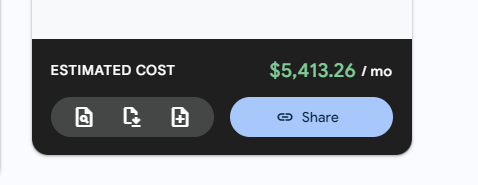 ESTIMATED COST
$5,413.26 / mo
Share